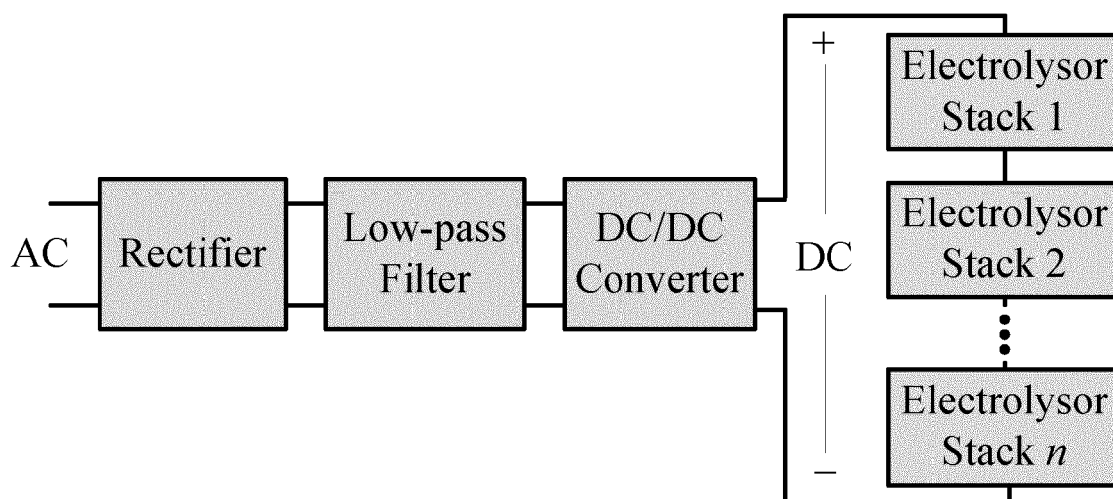 AC
Rectifier
Low-pass
Filter
DC/DC
Converter
+
DC
−
Electrolysor
Stack 1
Electrolysor
Stack 2
Electrolysor
Stack n